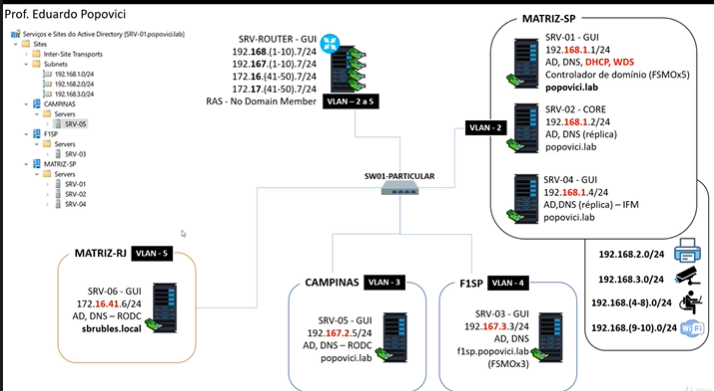 Prof. Eduardo Popovici
Serviços e Sites do Active Directory [SRV-01.popovici.lab]
Sites
Inter-Site Transports
Subnets
192.168.1.0/24
192.168.2.0/24
192.168.3.0/24
CAMPINAS
Servers
SRV-05
F1SP
Servers
SRV-03
MATRIZ-SP
Servers
SRV-01
SRV-02
SRV-04
SRV-ROUTER - GUI
192.168.(1-10).7/24
192.167.(1-10).7/24
172.16.(41-50).7/24
172.17.(41-50).7/24
RAS - No Domain Member
VLAN – 2 a 5
MATRIZ-SP
SRV-01 - GUI
192.168.1.1/24
AD, DNS, DHCP, WDS
Controlador de domínio (FSMOx5)
popovici.lab
VLAN - 2
SRV-02 - CORE
192.168.1.2/24
AD, DNS (réplica)
popovici.lab
SRV-04 - GUI
192.168.1.4/24
AD,DNS (réplica) – IFM
popovici.lab
SW01-PARTICULAR
192.168.2.0/24
192.168.3.0/24
192.168.(4-8).0/24
192.168.(9-10).0/24
Wi Fi
MATRIZ-RJ
VLAN - 5
SRV-06 - GUI
172.16.41.6/24
AD, DNS – RODC
sbrubles.local
CAMPINAS
VLAN - 3
SRV-05 - GUI
192.167.2.5/24
AD, DNS – RODC
popovici.lab
F1SP
VLAN - 4
SRV-03 - GUI
192.167.3.3/24
AD, DNS
f1sp.popovici.lab
(FSMOx3)